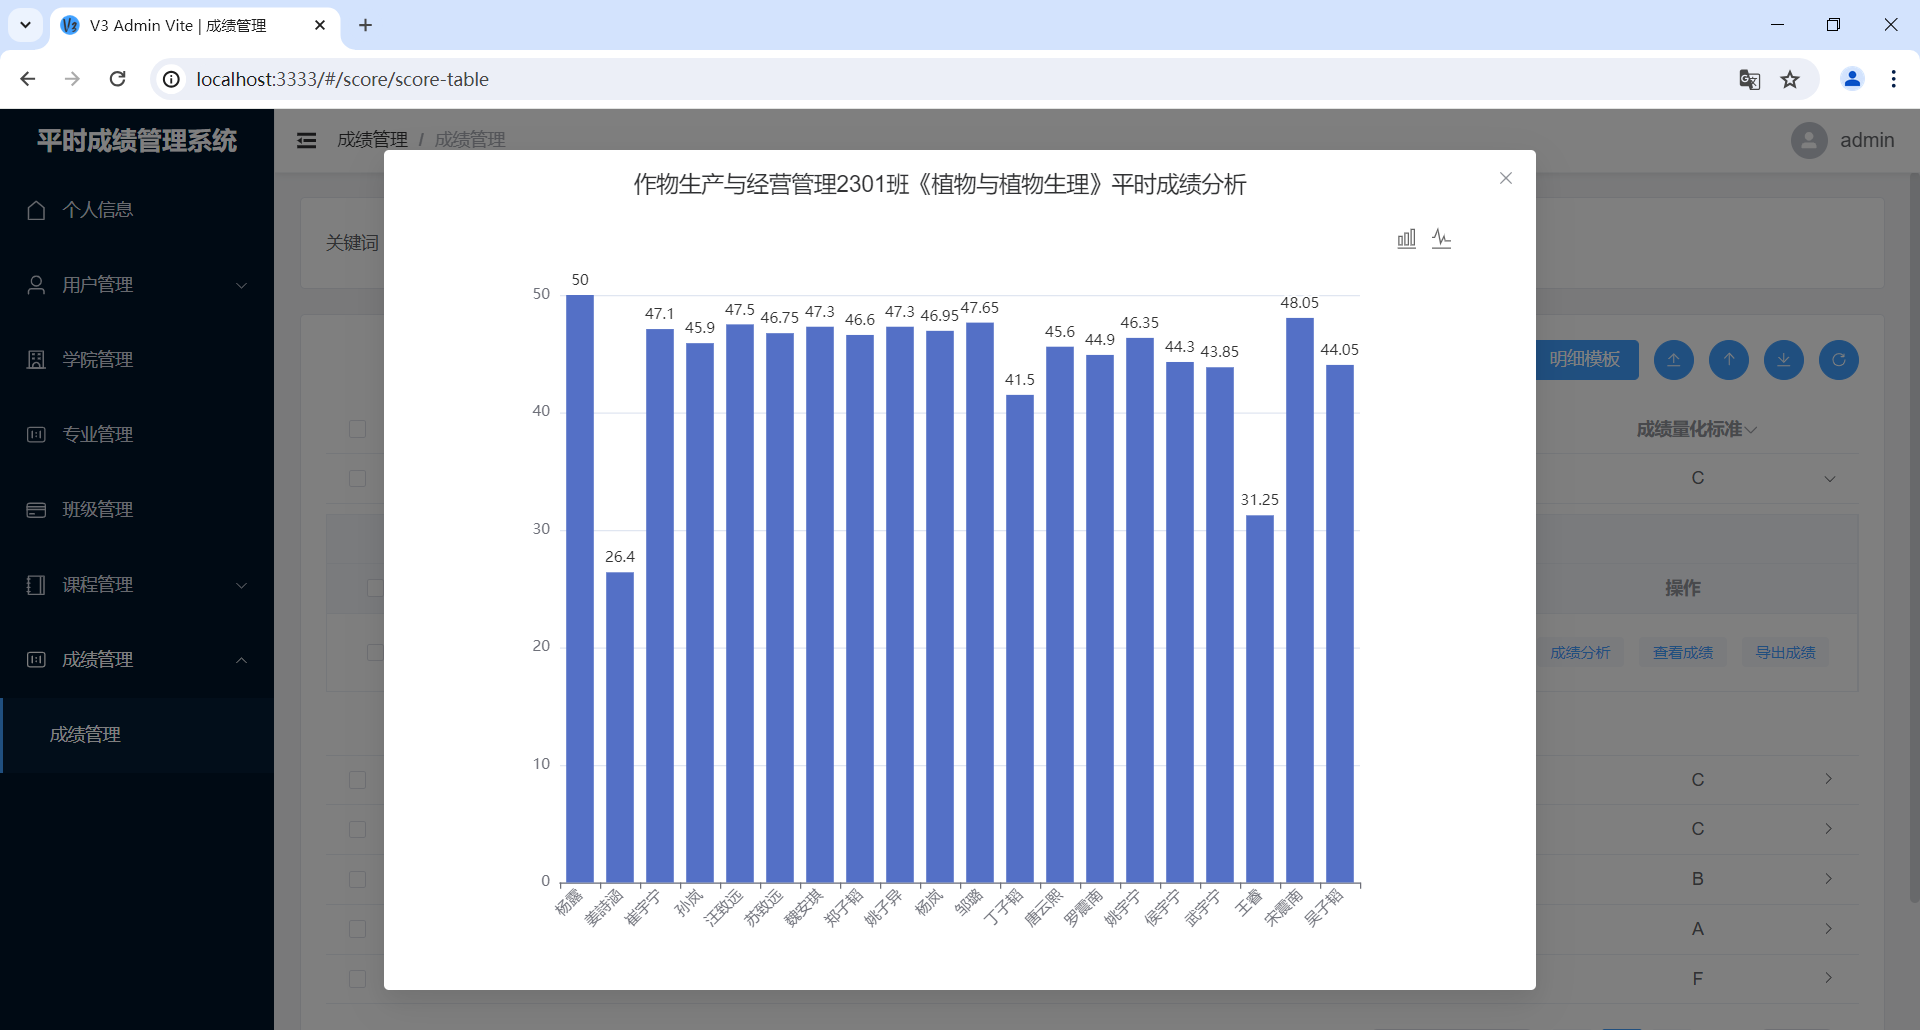 V3 Admin Vite | 成绩管理
localhost:3333/#/score/score-table
平时成绩管理系统
成绩管理 / 成绩管理
admin
个人信息
用户管理
学院管理
专业管理
班级管理
课程管理
成绩管理
成绩管理
关键词
作物生产与经营管理2301班《植物与植物生理》平时成绩分析
50
40
30
20
10
0
50
26.4
47.1
45.9
47.5
46.75
47.3
46.6
47.3
46.95
47.65
41.5
45.6
44.9
46.35
44.3
43.85
31.25
48.05
44.05
杨露
姜詩涵
崔宇宁
孙岚
汪致远
苏致远
魏安琪
郑子韬
姚子异
杨岚
邹璐
丁子韬
唐云熙
罗震南
姚宇宁
侯宇宁
武宇宁
王睿
宋震南
吴子韬
明细模板
成绩量化标准
C
操作
成绩分析 查看成绩 导出成绩
C
C
B
A
F